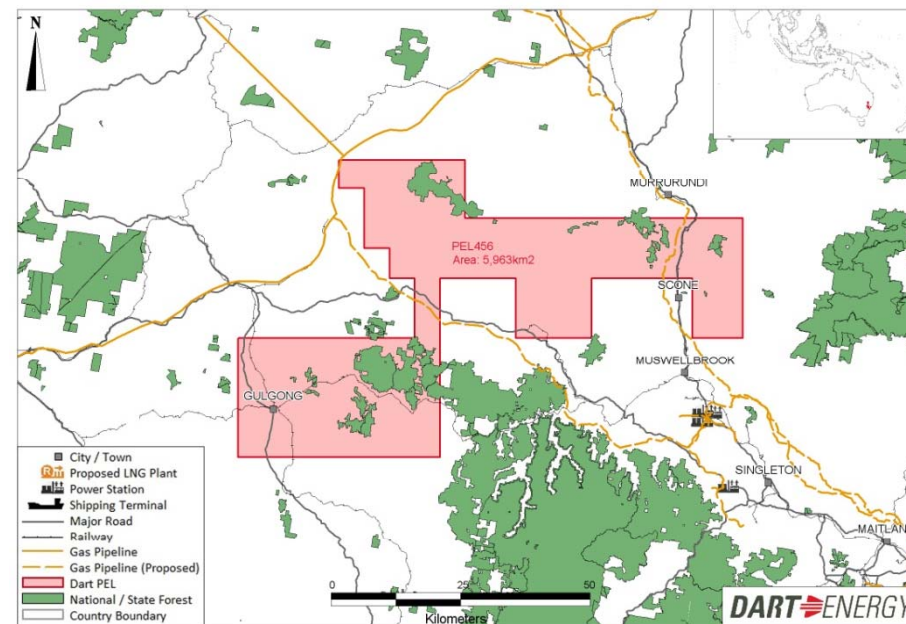 N
MURRURUNDI
PEL456
Area: 5,963km2
SCONE
MUSWELLBROOK
GULGONG
SINGLETON
MAITLAN
City / Town
Proposed LNG Plant
Power Station
Shipping Terminal
Major Road
Railway
Gas Pipeline
Gas Pipeline (Proposed)
Dart PEL
National / State Forest
Country Boundary
0 25 50
Kilometers
DART ENERGY